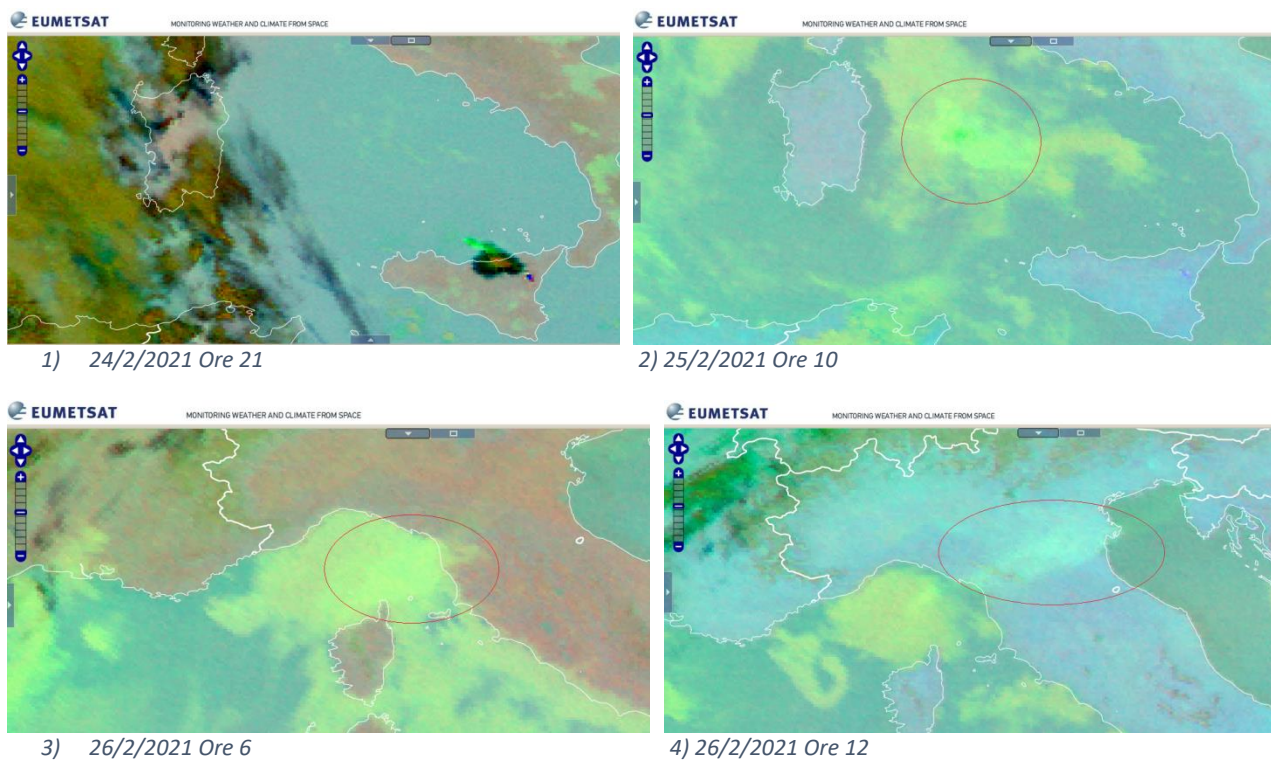 EUMETSAT MONITORING WEATHER AND CLIMATE FROM SPACE
EUMETSAT MONITORING WEATHER AND CLIMATE FROM SPACE
1) 24/2/2021 Ore 21
2) 25/2/2021 Ore 10
EUMETSAT MONITORING WEATHER AND CLIMATE FROM SPACE
EUMETSAT MONITORING WEATHER AND CLIMATE FROM SPACE
3) 26/2/2021 Ore 6
4) 26/2/2021 Ore 12